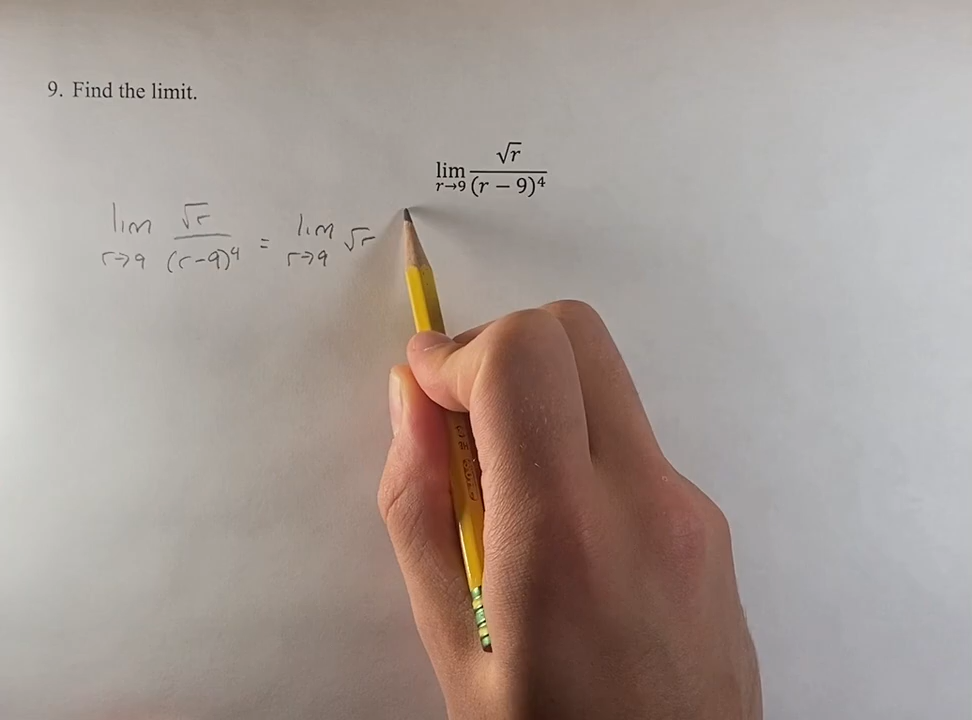 9. Find the limit.
lim r→9 √r / (r − 9)⁴
lim r→9 √r / (r-9)⁴ = lim r→9 √r